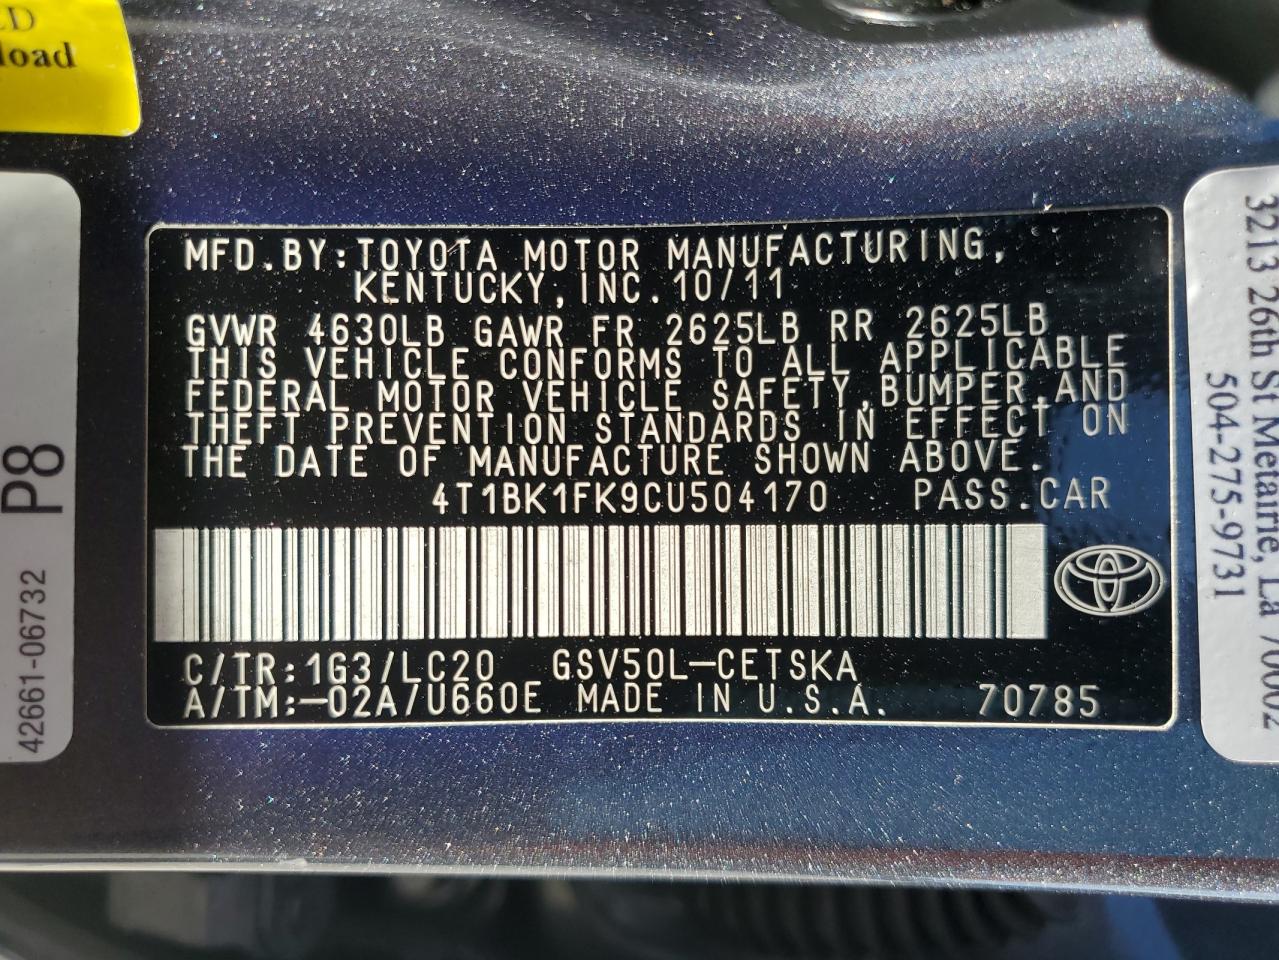 ED
load
P8
42661-06732
MFD.BY:TOYOTA MOTOR MANUFACTURING,
KENTUCKY,INC.10/11
GVWR 4630LB GAWR FR 2625LB RR 2625LB
THIS VEHICLE CONFORMS TO ALL APPLICABLE
FEDERAL MOTOR VEHICLE SAFETY,BUMPER,AND
THEFT PREVENTION STANDARDS IN EFFECT ON
THE DATE OF MANUFACTURE SHOWN ABOVE.
4T1BK1FK9CU504170 PASS.CAR
C/TR:1G3/LC20 GSV50L-CETSKA
A/TM:-02A/U660E MADE IN U.S.A. 70785
3213 26th St Metairie, La 70002
504-275-9731